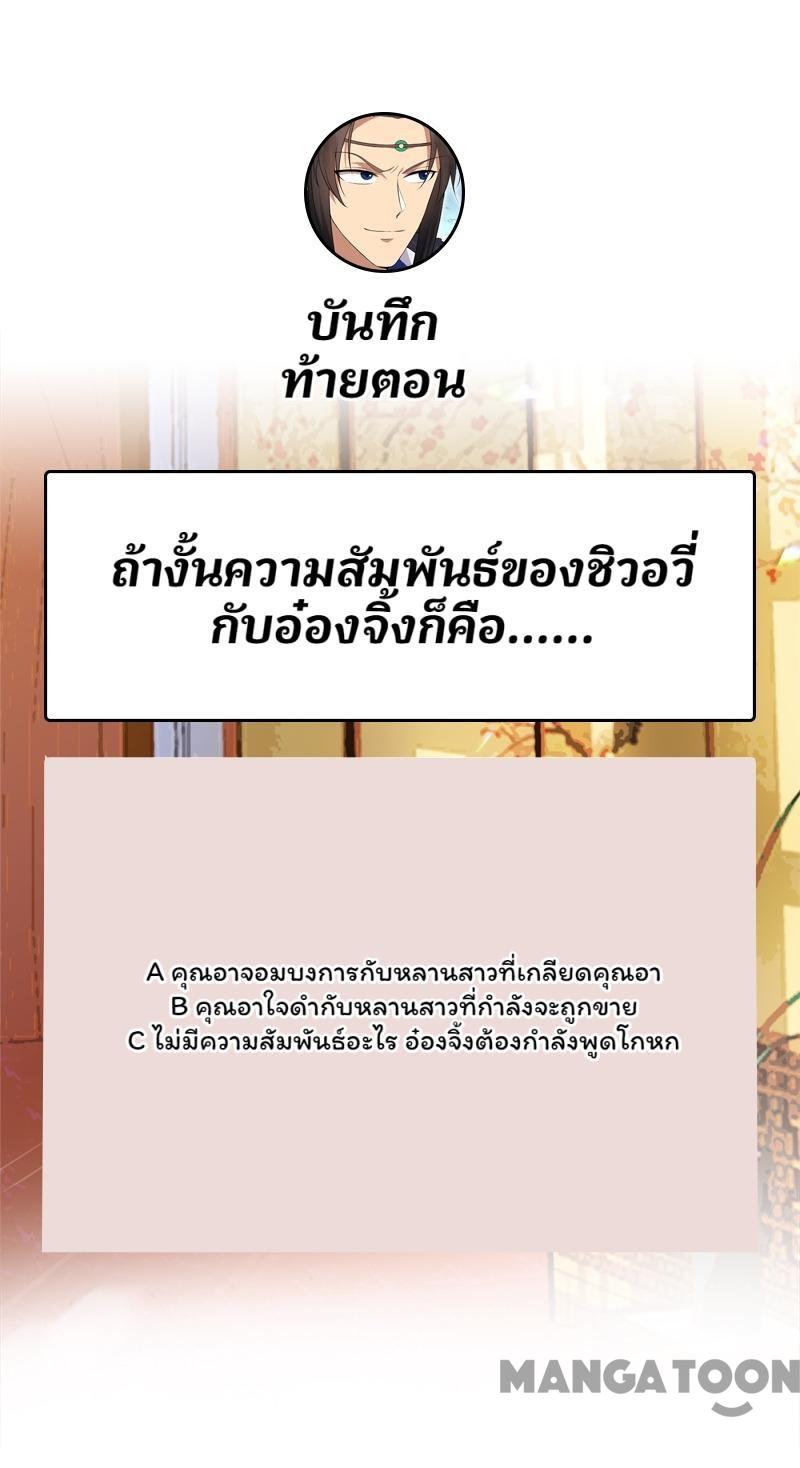 บันทึก
ท้ายตอน
ถ้างั้นความสัมพันธ์ของชิวอวี่
กับอ๋องจิ้งก็คือ......
A คุณอาจอมบงการกับหลานสาวที่เกลียดคุณอา
B คุณอาใจดำกับหลานสาวที่กำลังจะถูกขาย
C ไม่มีความสัมพันธ์อะไร อ๋องจิ้งต้องกำลังพูดโกหก
MANGATOON